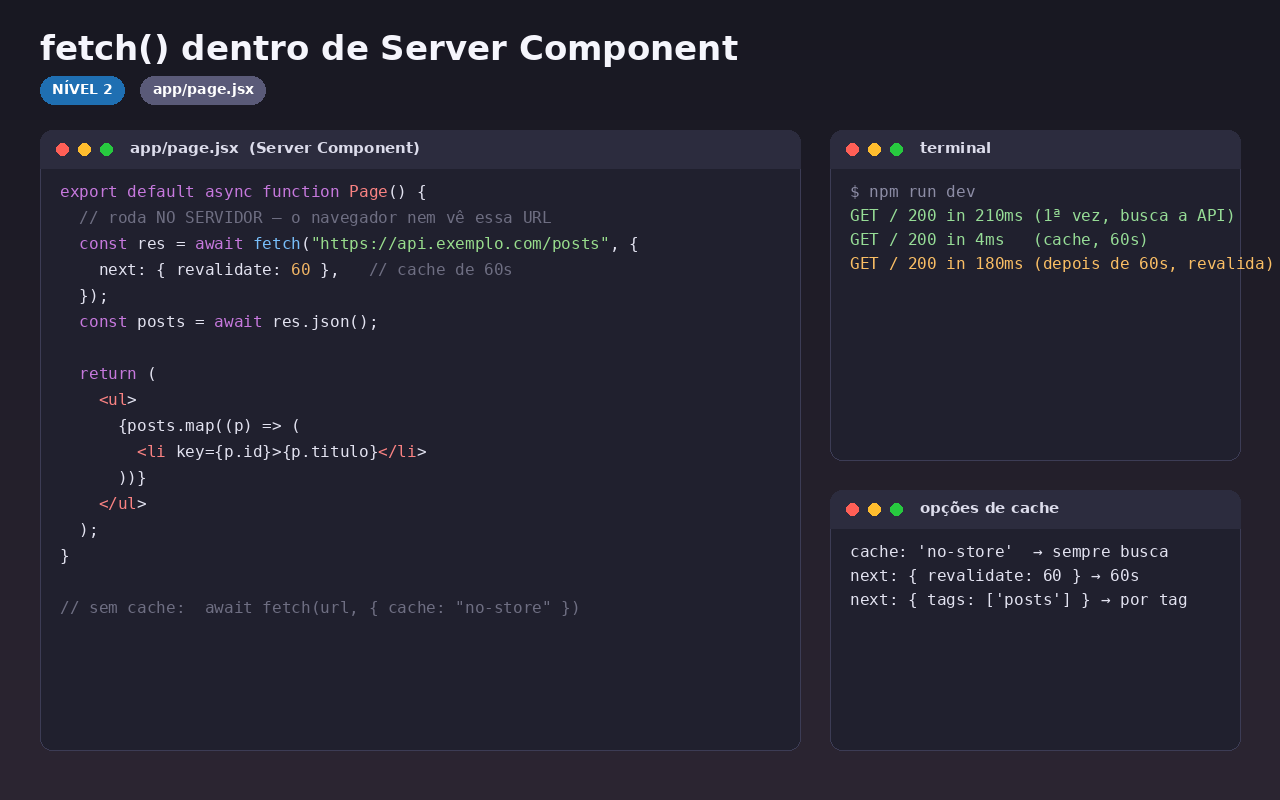 fetch() dentro de Server Component
NÍVEL 2
app/page.jsx
app/page.jsx  (Server Component)
export default async function Page() {
  // roda NO SERVIDOR — o navegador nem vê essa URL
  const res = await fetch("https://api.exemplo.com/posts", {
    next: { revalidate: 60 },   // cache de 60s
  });
  const posts = await res.json();

  return (
    <ul>
      {posts.map((p) => (
        <li key={p.id}>{p.titulo}</li>
      ))}
    </ul>
  );
}

// sem cache:  await fetch(url, { cache: "no-store" })
terminal
$ npm run dev
GET / 200 in 210ms (1ª vez, busca a API)
GET / 200 in 4ms   (cache, 60s)
GET / 200 in 180ms (depois de 60s, revalida)
opções de cache
cache: 'no-store'  → sempre busca
next: { revalidate: 60 } → 60s
next: { tags: ['posts'] } → por tag